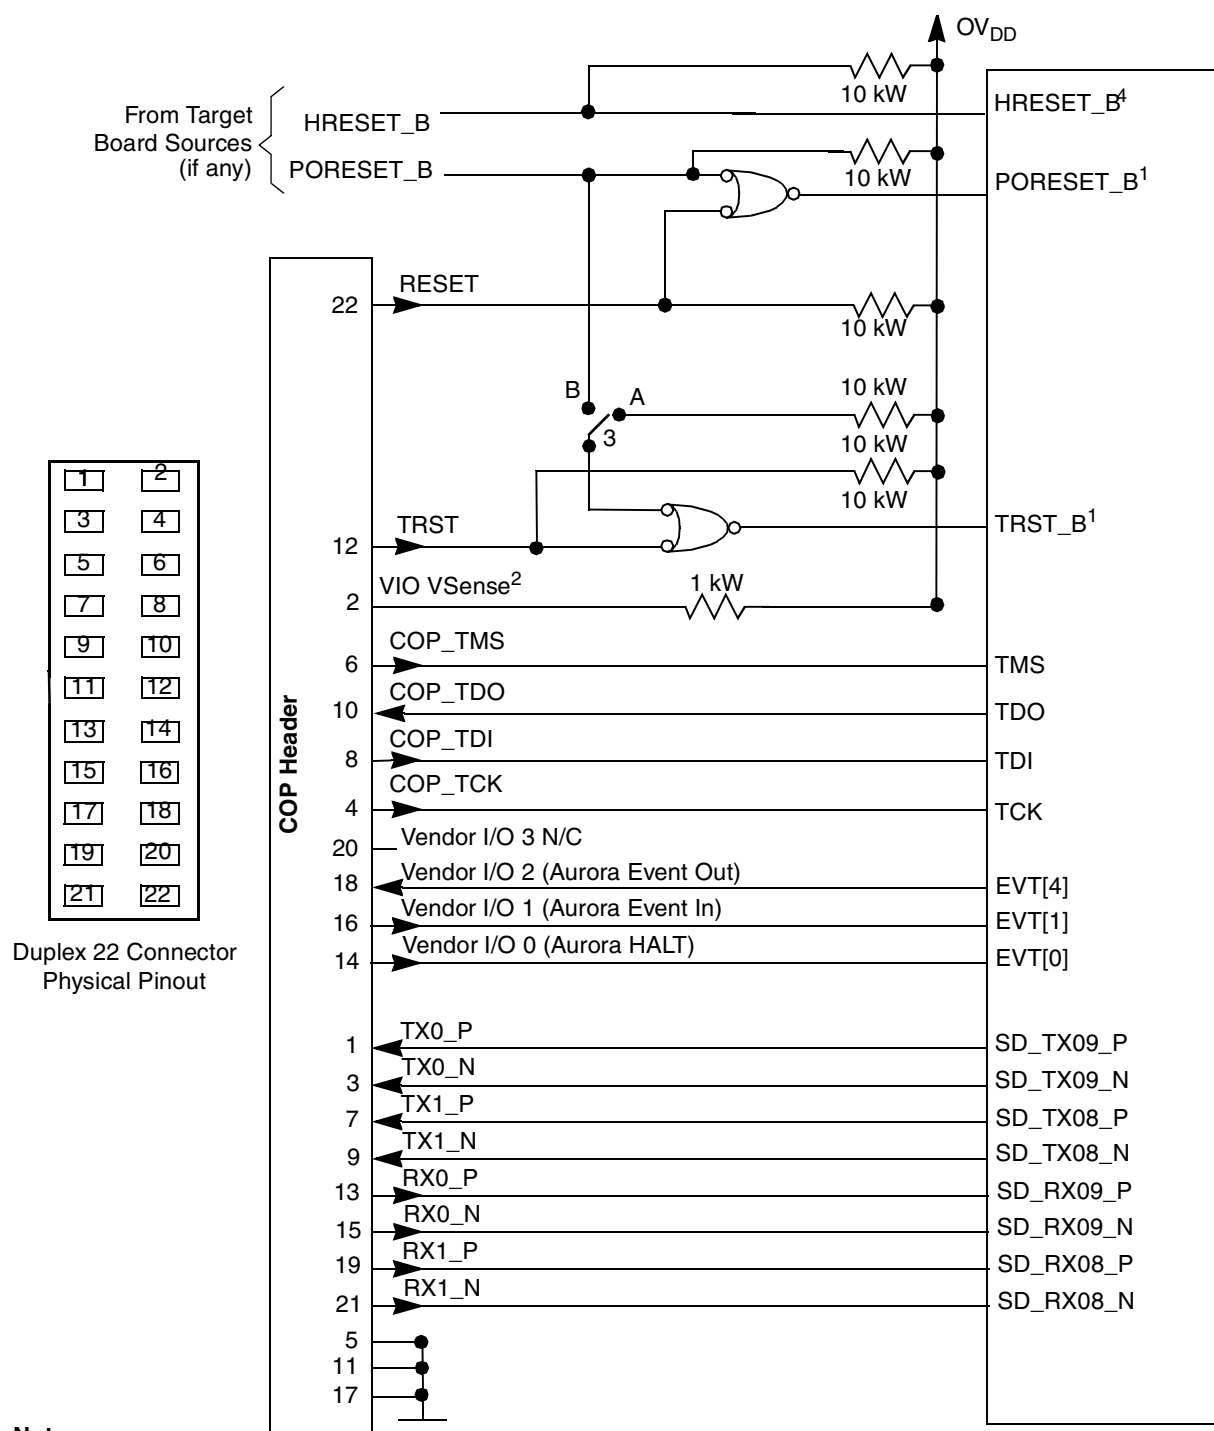 OVDD
10 kW
HRESET_B4
From Target
Board Sources
(if any)
HRESET_B
PORESET_B
10 kW
PORESET_B1
RESET
22
10 kW
B
A
3
10 kW
10 kW
10 kW
TRST
12
TRST_B1
VIO VSense2
2
1 kW
COP_TMS
6
TMS
COP_TDO
10
TDO
COP_TDI
8
TDI
COP_TCK
4
TCK
20
Vendor I/O 3 N/C
18
Vendor I/O 2 (Aurora Event Out)
EVT[4]
16
Vendor I/O 1 (Aurora Event In)
EVT[1]
14
Vendor I/O 0 (Aurora HALT)
EVT[0]
COP Header
1 2
3 4
5 6
7 8
9 10
11 12
13 14
15 16
17 18
19 20
21 22
Duplex 22 Connector
Physical Pinout
1
TX0_P
SD_TX09_P
3
TX0_N
SD_TX09_N
7
TX1_P
SD_TX08_P
9
TX1_N
SD_TX08_N
13
RX0_P
SD_RX09_P
15
RX0_N
SD_RX09_N
19
RX1_P
SD_RX08_P
21
RX1_N
SD_RX08_N
5
11
17